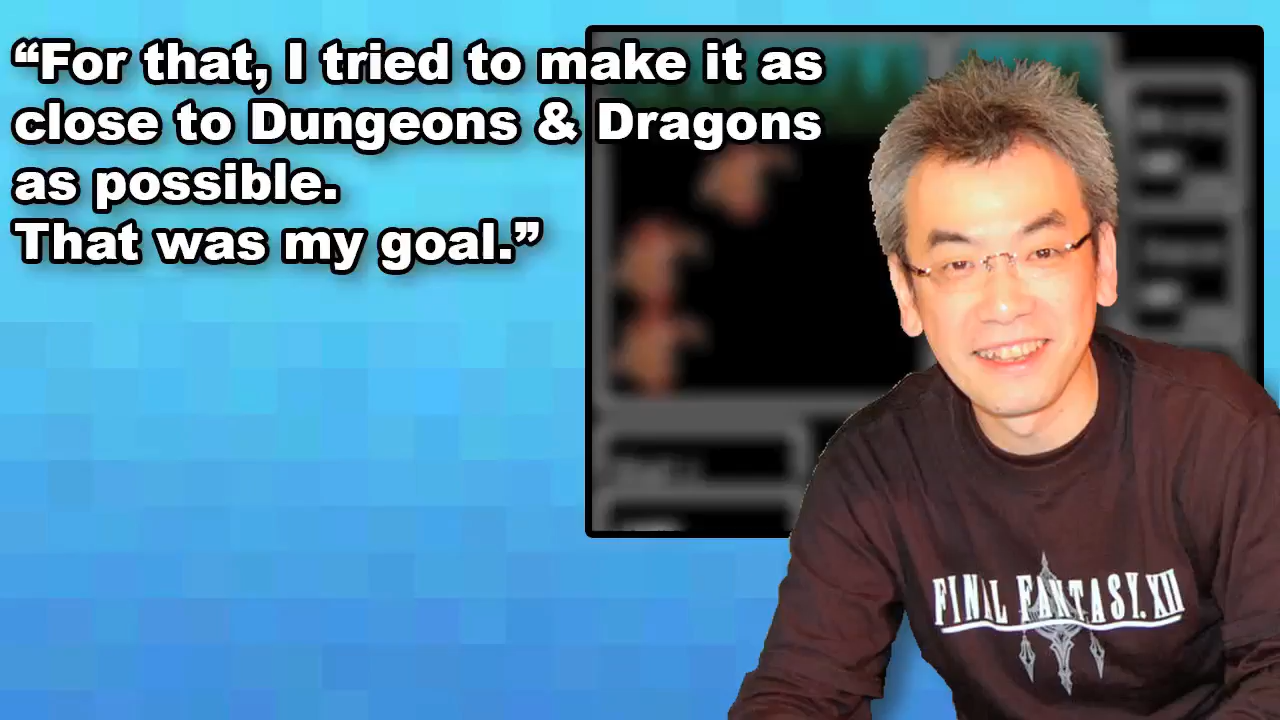 “For that, I tried to make it as
close to Dungeons & Dragons
as possible.
That was my goal.”
FINAL FANTASY. XII